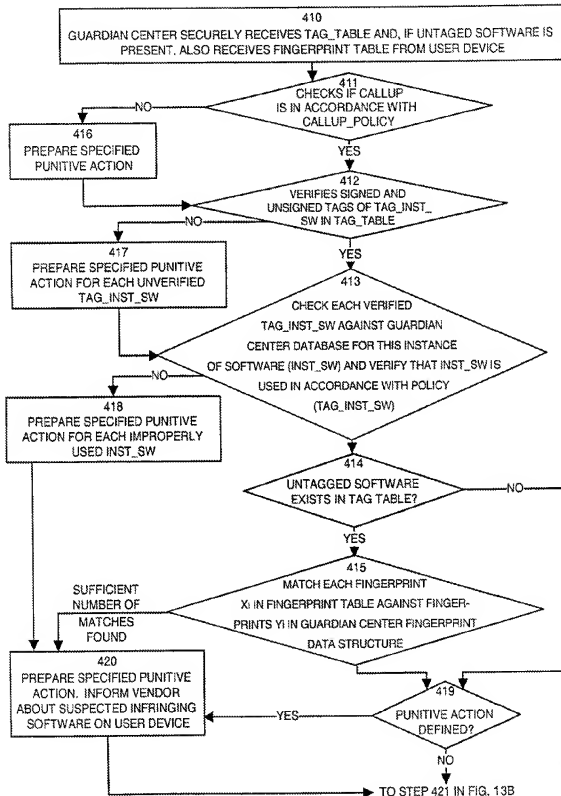 410
GUARDIAN CENTER SECURELY RECEIVES TAG_TABLE AND, IF UNTAGED SOFTWARE IS
PRESENT. ALSO RECEIVES FINGERPRINT TABLE FROM USER DEVICE
411
CHECKS IF CALLUP
IS IN ACCORDANCE WITH
CALLUP_POLICY
NO
416
PREPARE SPECIFIED
PUNITIVE ACTION
YES
412
VERIFIES SIGNED AND
UNSIGNED TAGS OF TAG_INST_
SW IN TAG_TABLE
NO
417
PREPARE SPECIFIED PUNITIVE
ACTION FOR EACH UNVERIFIED
TAG_INST_SW
YES
413
CHECK EACH VERIFIED
TAG_INST_SW AGAINST GUARDIAN
CENTER DATABASE FOR THIS INSTANCE
OF SOFTWARE (INST_SW) AND VERIFY THAT INST_SW IS
USED IN ACCORDANCE WITH POLICY
(TAG_INST_SW)
NO
418
PREPARE SPECIFIED PUNITIVE
ACTION FOR EACH IMPROPERLY
USED INST_SW
414
UNTAGGED SOFTWARE
EXISTS IN TAG TABLE?
NO
YES
415
MATCH EACH FINGERPRINT
Xi IN FINGERPRINT TABLE AGAINST FINGER-
PRINTS Yi IN GUARDIAN CENTER FINGERPRINT
DATA STRUCTURE
SUFFICIENT
NUMBER OF
MATCHES
FOUND
420
PREPARE SPECIFIED PUNITIVE
ACTION. INFORM VENDOR
ABOUT SUSPECTED INFRINGING
SOFTWARE ON USER DEVICE
419
PUNITIVE ACTION
DEFINED?
YES
NO
TO STEP 421 IN FIG. 13B